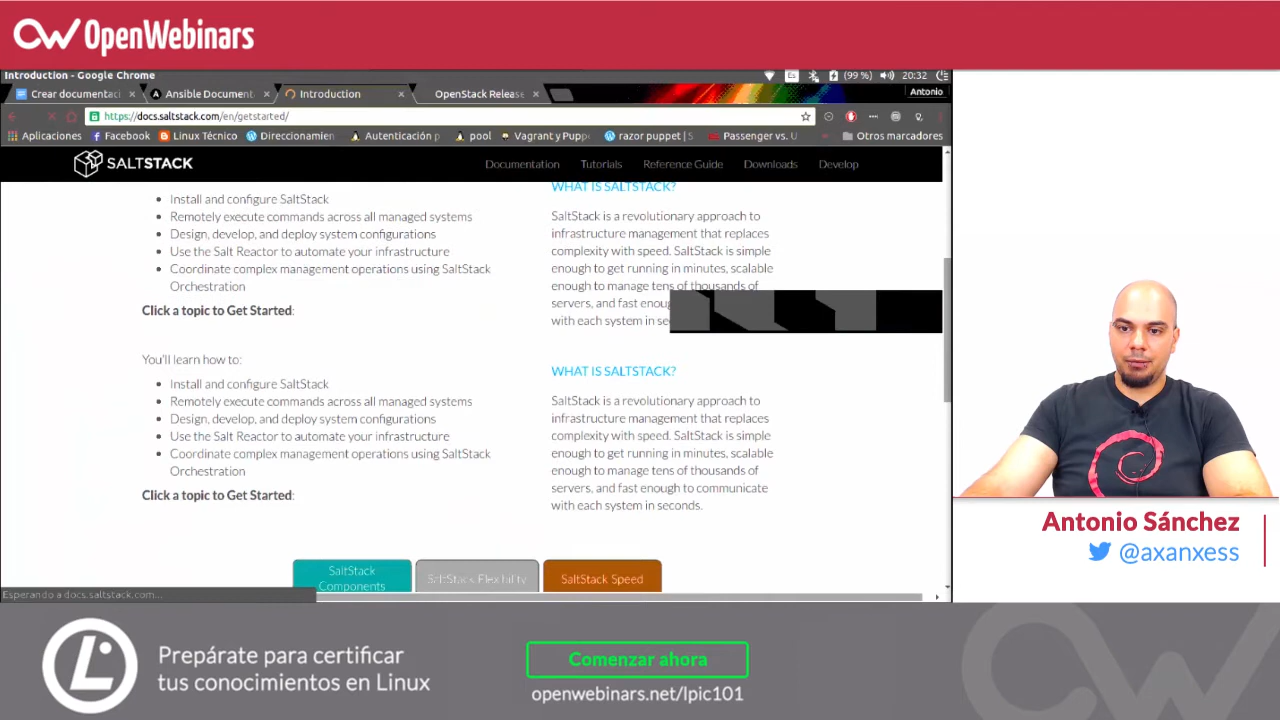 OpenWebinars
Introduction - Google Chrome
Es
(99 %)
20:32
Crear documentaci
Ansible Document
Introduction
OpenStack Release
Antonio
https://docs.saltstack.com/en/getstarted/
Aplicaciones
Facebook
Linux Técnico
Direccionamien
Autenticación p
pool
Vagrant y Puppe
razor puppet | S
Passenger vs. U
Otros marcadores
SALTSTACK
Documentation
Tutorials
Reference Guide
Downloads
Develop
Install and configure SaltStack
Remotely execute commands across all managed systems
Design, develop, and deploy system configurations
Use the Salt Reactor to automate your infrastructure
Coordinate complex management operations using SaltStack
Orchestration
Click a topic to Get Started:
WHAT IS SALTSTACK?
SaltStack is a revolutionary approach to
infrastructure management that replaces
complexity with speed. SaltStack is simple
enough to get running in minutes, scalable
enough to manage tens of thousands of
servers, and fast enoug
with each system in se
You'll learn how to:
Install and configure SaltStack
Remotely execute commands across all managed systems
Design, develop, and deploy system configurations
Use the Salt Reactor to automate your infrastructure
Coordinate complex management operations using SaltStack
Orchestration
Click a topic to Get Started:
WHAT IS SALTSTACK?
SaltStack is a revolutionary approach to
infrastructure management that replaces
complexity with speed. SaltStack is simple
enough to get running in minutes, scalable
enough to manage tens of thousands of
servers, and fast enough to communicate
with each system in seconds.
SaltStack
Components
SaltStack Flexibility
SaltStack Speed
Esperando a docs.saltstack.com...
Antonio Sánchez
@axanxess
Prepárate para certificar
tus conocimientos en Linux
Comenzar ahora
openwebinars.net/lpic101